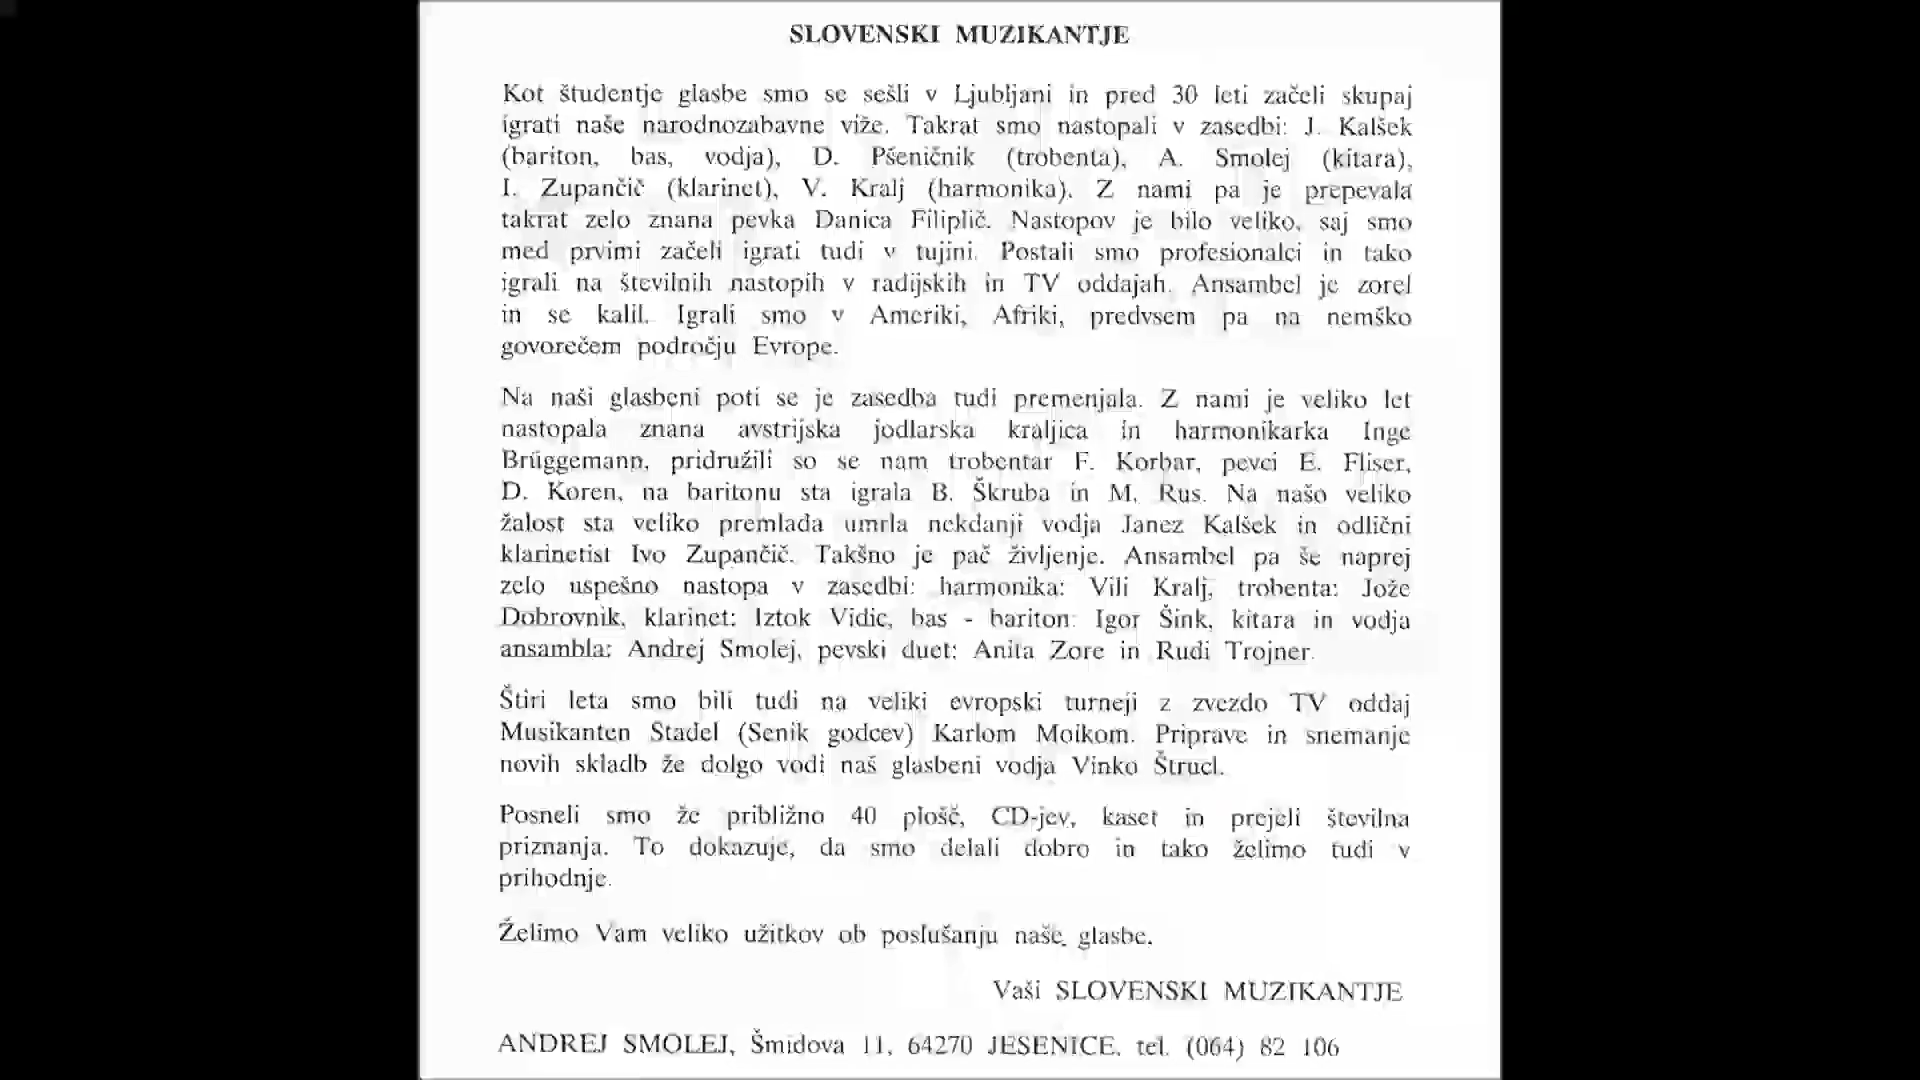 SLOVENSKI MUZIKANTJE
Kot študentje glasbe smo se sešli v Ljubljani in pred 30 leti začeli skupaj
igrati naše narodnozabavne viže. Takrat smo nastopali v zasedbi: J. Kalšek
(bariton, bas, vodja), D. Pšeničnik (trobenta), A. Smolej (kitara),
I. Zupančič (klarinet), V. Kralj (harmonika). Z nami pa je prepevala
takrat zelo znana pevka Danica Filiplič. Nastopov je bilo veliko, saj smo
med prvimi začeli igrati tudi v tujini. Postali smo profesionalci in tako
igrali na številnih nastopih v radijskih in TV oddajah. Ansambel je zorel
in se kalil. Igrali smo v Ameriki, Afriki, predvsem pa na nemško
govorečem področju Evrope.
Na naši glasbeni poti se je zasedba tudi premenjala. Z nami je veliko let
nastopala znana avstrijska jodlarska kraljica in harmonikarka Inge
Brüggemann, pridružili so se nam trobentar F. Korbar, pevci E. Fliser,
D. Koren, na baritonu sta igrala B. Škruba in M. Rus. Na našo veliko
žalost sta veliko premlada umrla nekdanji vodja Janez Kalšek in odlični
klarinetist Ivo Zupančič. Takšno je pač življenje. Ansambel pa še naprej
zelo uspešno nastopa v zasedbi: harmonika: Vili Kralj, trobenta: Jože
Dobrovnik, klarinet: Iztok Vidic, bas - bariton: Igor Šink, kitara in vodja
ansambla: Andrej Smolej, pevski duet: Anita Zore in Rudi Trojner.
Štiri leta smo bili tudi na veliki evropski turneji z zvezdo TV oddaj
Musikanten Stadel (Senik godcev) Karlom Moikom. Priprave in snemanje
novih skladb že dolgo vodi naš glasbeni vodja Vinko Štrucl.
Posneli smo že približno 40 plošč, CD-jev, kaset in prejeli številna
priznanja. To dokazuje, da smo delali dobro in tako želimo tudi v
prihodnje.
Želimo Vam veliko užitkov ob poslušanju naše glasbe.
Vaši SLOVENSKI MUZIKANTJE
ANDREJ SMOLEJ, Šmidova 11, 64270 JESENICE, tel. (064) 82 106